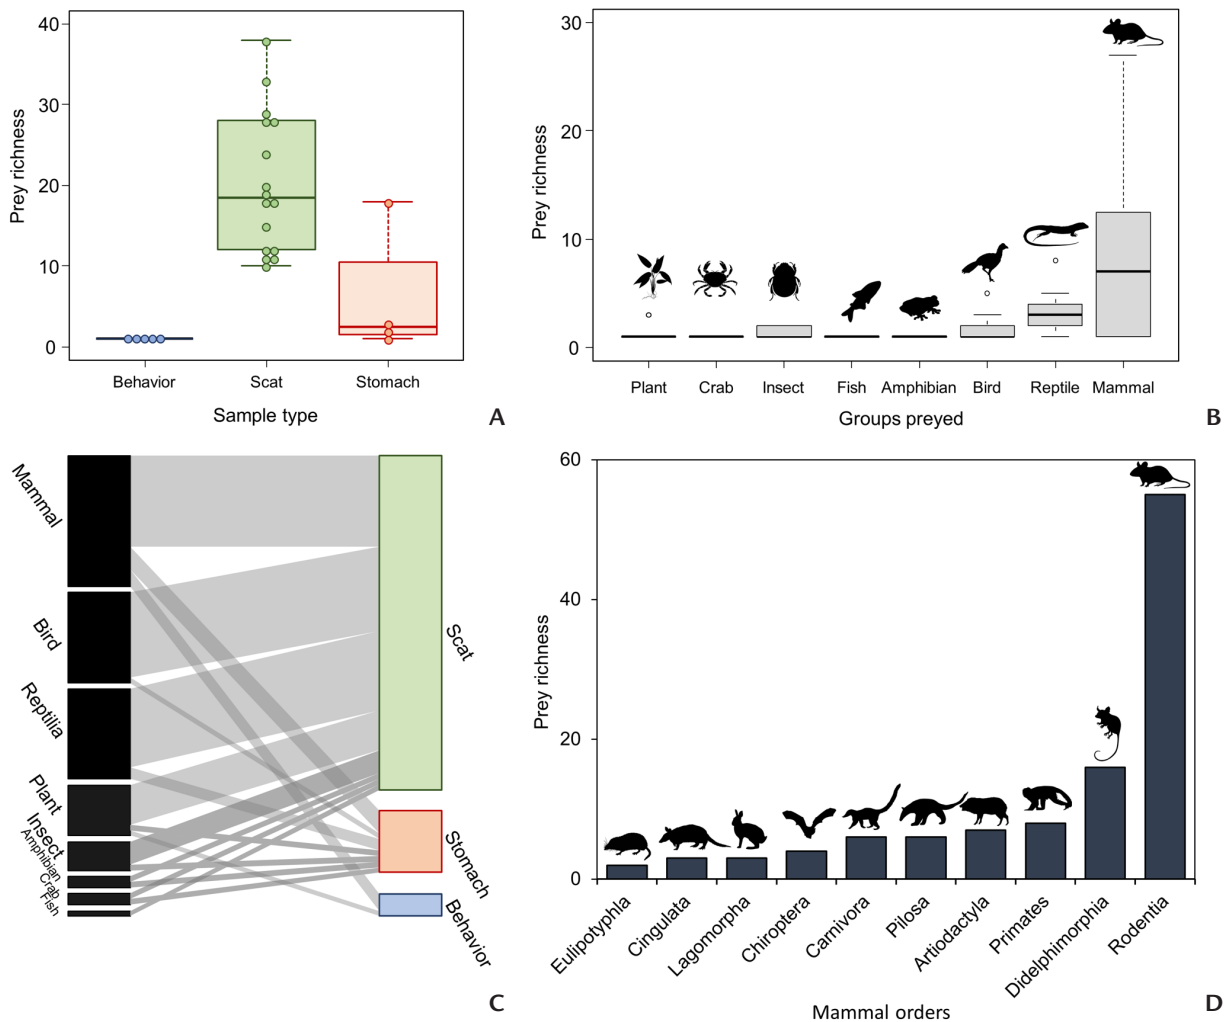 40
30
20
10
0
Prey richness
Behavior Scat Stomach
Sample type
A
30
20
10
0
Prey richness
Plant Crab Insect Fish Amphibian Bird Reptile Mammal
Groups preyed
B
Mammal
Bird
Reptilia
Plant
Insect
Amphibian
Crab
Fish
Scat
Stomach
Behavior
C
60
40
20
0
Prey richness
Eulipotyphla Cingulata Lagomorpha Chiroptera Carnivora Pilosa Artiodactyla Primates Didelphimorphia Rodentia
Mammal orders
D